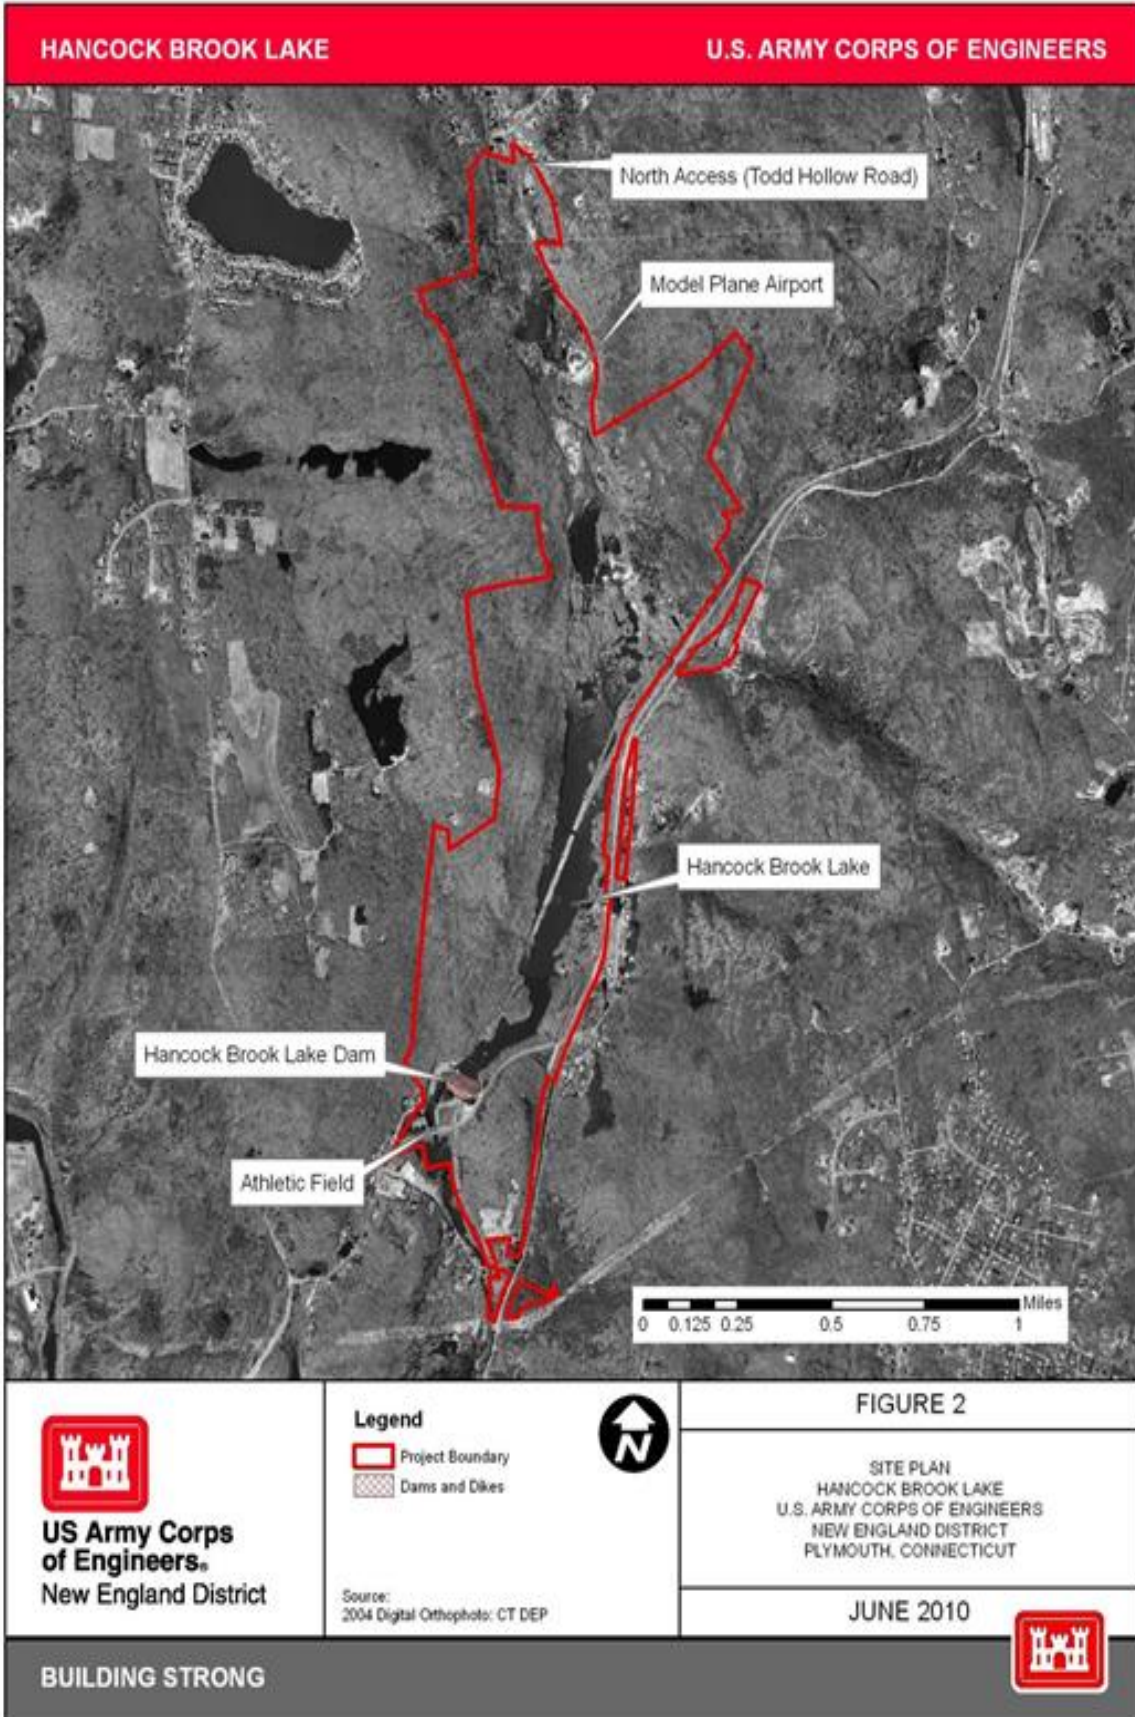 HANCOCK BROOK LAKE
U.S. ARMY CORPS OF ENGINEERS
North Access (Todd Hollow Road)
Model Plane Airport
Hancock Brook Lake
Hancock Brook Lake Dam
Athletic Field
Miles
0 0.125 0.25 0.5 0.75 1
US Army Corps
of Engineers®
New England District
Legend
Project Boundary
Dams and Dikes
N
Source:
2004 Digital Orthophoto: CT DEP
FIGURE 2
SITE PLAN
HANCOCK BROOK LAKE
U.S. ARMY CORPS OF ENGINEERS
NEW ENGLAND DISTRICT
PLYMOUTH, CONNECTICUT
JUNE 2010
BUILDING STRONG